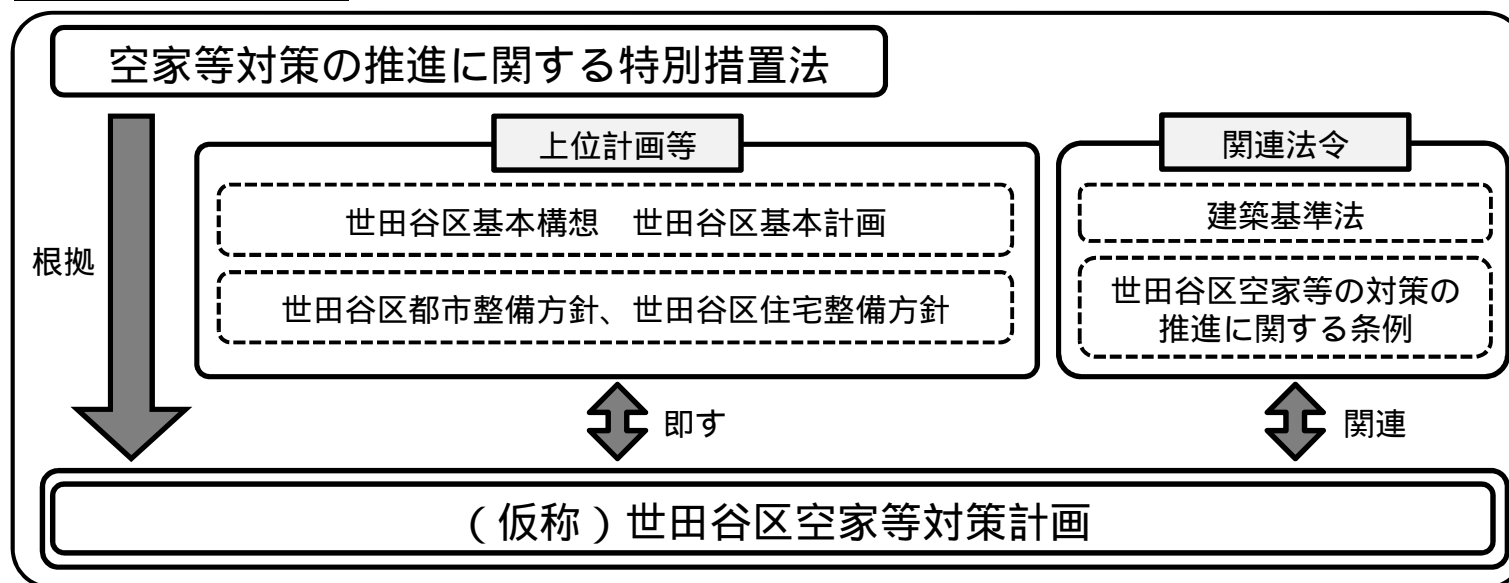 空家等対策の推進に関する特別措置法
上位計画等
世田谷区基本構想　世田谷区基本計画
世田谷区都市整備方針、世田谷区住宅整備方針
関連法令
建築基準法
世田谷区空家等の対策の
推進に関する条例
根拠
即す
関連
（仮称）世田谷区空家等対策計画